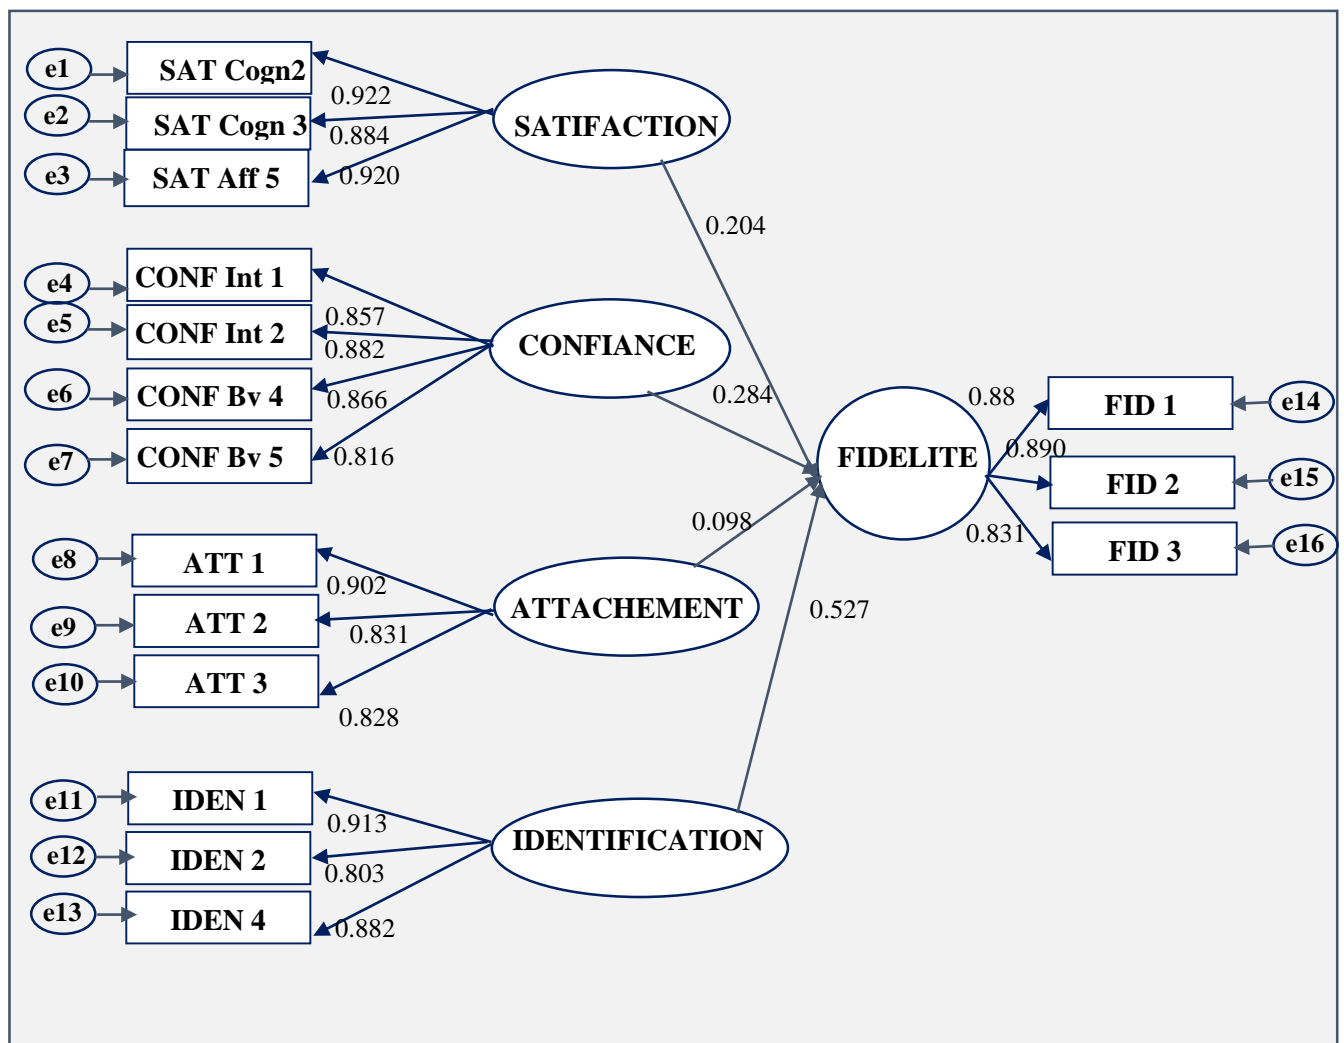 e1
SAT Cogn2
0.922
e2
SAT Cogn 3
0.884
e3
SAT Aff 5
0.920
SATIFACTION
0.204
e4
CONF Int 1
0.857
e5
CONF Int 2
0.882
e6
CONF Bv 4
0.866
e7
CONF Bv 5
0.816
CONFIANCE
0.284
e8
ATT 1
0.902
e9
ATT 2
0.831
e10
ATT 3
0.828
ATTACHEMENT
0.098
e11
IDEN 1
0.913
e12
IDEN 2
0.803
e13
IDEN 4
0.882
IDENTIFICATION
0.527
FIDELITE
0.88
FID 1
e14
0.890
FID 2
e15
0.831
FID 3
e16